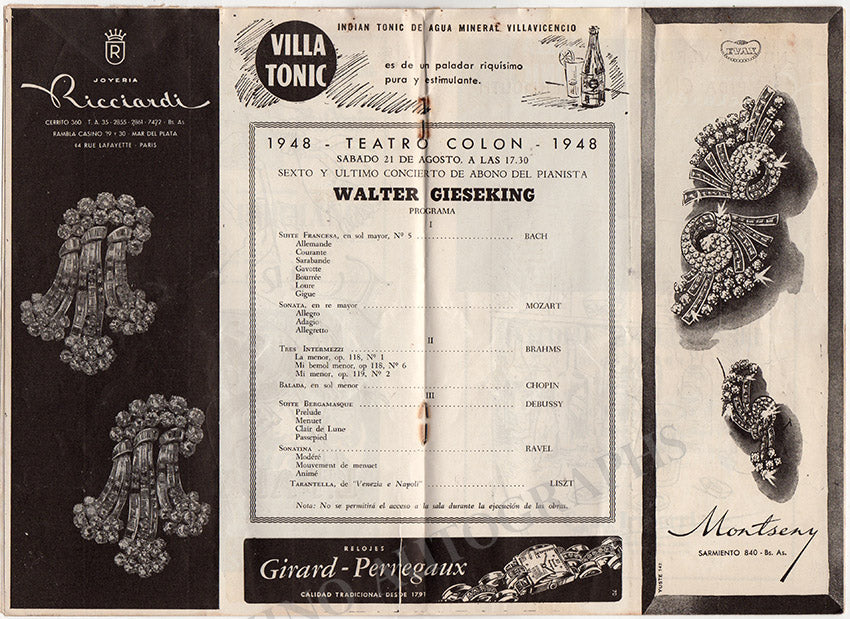 R
JOYERIA
Ricciardi
CERRITO 360 T. A. 35 - 2855 - 2861 - 7422 - Bs. As.
RAMBLA CASINO 19 y 30 - MAR DEL PLATA
44 RUE LAFAYETTE - PARIS
INDIAN TONIC DE AGUA MINERAL VILLAVICENCIO
VILLA
TONIC
es de un paladar riquísimo
pura y estimulante.
1948 - TEATRO COLON - 1948
SABADO 21 DE AGOSTO. A LAS 17.30
SEXTO Y ULTIMO CONCIERTO DE ABONO DEL PIANISTA
WALTER GIESEKING
PROGRAMA
I
SUITE FRANCESA, en sol mayor, Nº 5 BACH
Allemande
Courante
Sarabande
Gavotte
Bourrée
Loure
Gigue
SONATA, en re mayor MOZART
Allegro
Adagio
Allegretto
II
TRES INTERMEZZI BRAHMS
La menor, op. 118, Nº 1
Mi bemol menor, op 118, Nº 6
Mi menor, op. 119, Nº 2
BALADA, en sol menor CHOPIN
III
SUITE BERGAMASQUE DEBUSSY
Prelude
Menuet
Clair de Lune
Passepied
SONATINA RAVEL
Modéré
Mouvement de menuet
Animé
TARANTELLA, de "Venezia e Napoli" LISZT
Nota: No se permitirá el acceso a la sala durante la ejecución de las obras.
RELOJES
Girard-Perregaux
CALIDAD TRADICIONAL DESDE 1791
EVAX
Montseny
SARMIENTO 840 - Bs. As.
YUSTE 142
AUTOGRAPHS